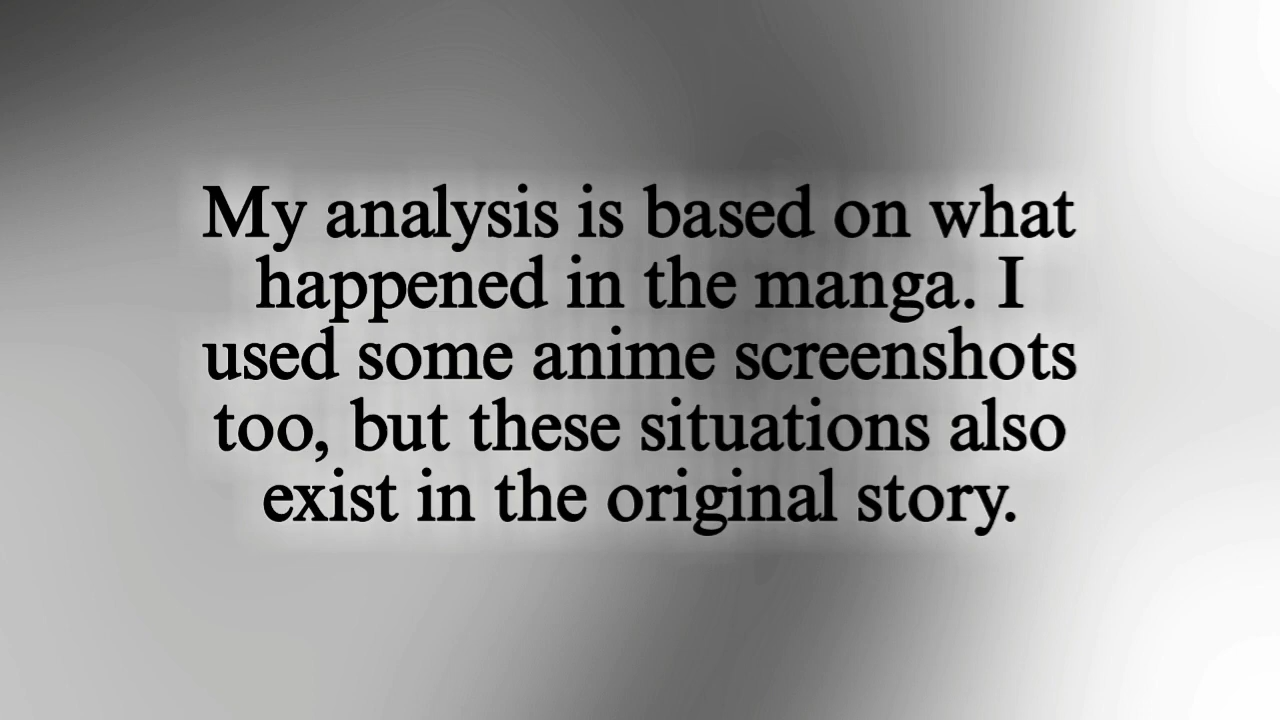 My analysis is based on what
happened in the manga. I
used some anime screenshots
too, but these situations also
exist in the original story.